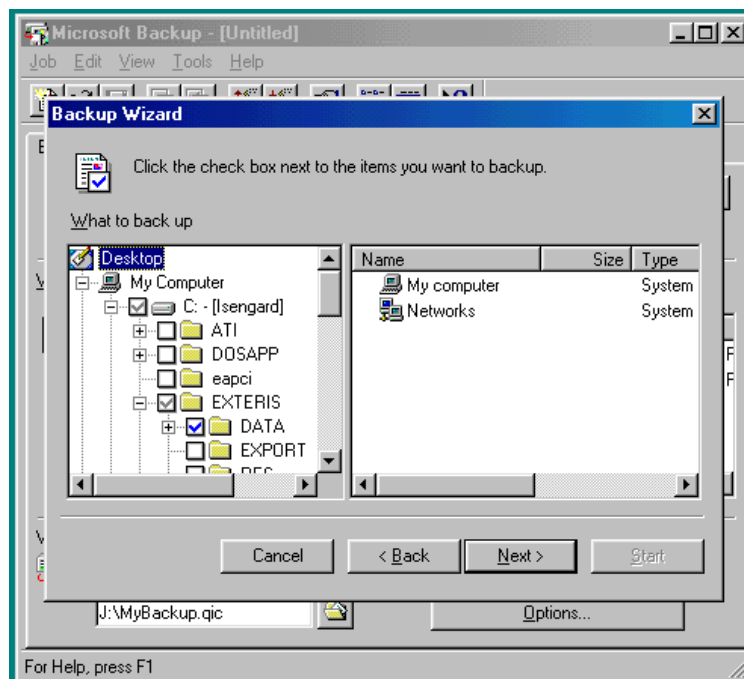 Microsoft Backup - [Untitled]
Job Edit View Tools Help
Backup Wizard
Click the check box next to the items you want to backup.
What to back up
Desktop
My Computer
C: - [Isengard]
ATI
DOSAPP
eapci
EXTERIS
DATA
EXPORT
Name Size Type
My computer System
Networks System
Cancel < Back Next > Start
J:\MyBackup.qic
Options...
For Help, press F1